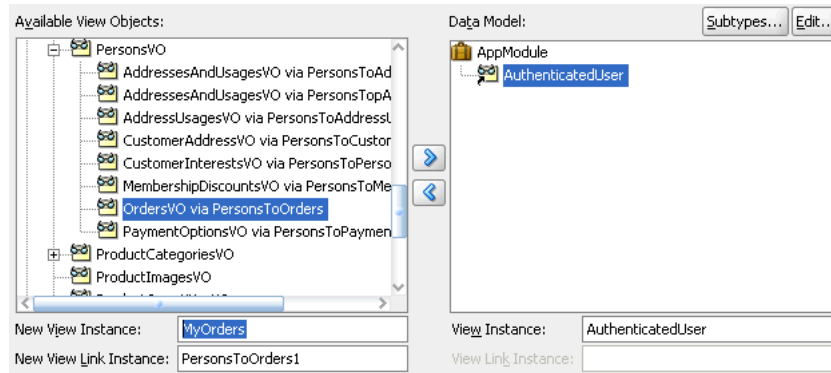 Available View Objects:
PersonsVO
AddressesAndUsagesVO via PersonsToAd
AddressesAndUsagesVO via PersonsTopA
AddressUsagesVO via PersonsToAddressU
CustomerAddressVO via PersonsToCustor
CustomerInterestsVO via PersonsToPerso
MembershipDiscountsVO via PersonsToMe
OrdersVO via PersonsToOrders
PaymentOptionsVO via PersonsToPaymen
ProductCategoriesVO
ProductImagesVO
New View Instance: MyOrders
New View Link Instance: PersonsToOrders1
Data Model:
Subtypes... Edit..
AppModule
AuthenticatedUser
View Instance: AuthenticatedUser
View Link Instance: